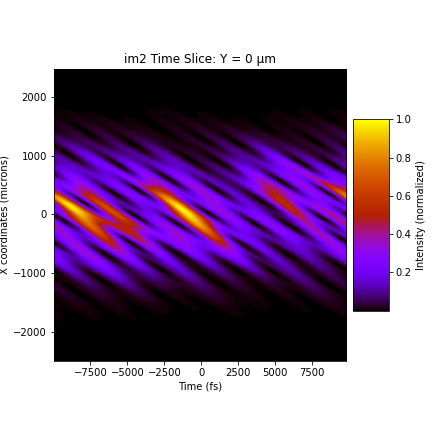 im2 Time Slice: Y = 0 μm
X coordinates (microns)
2000
1000
0
−1000
−2000
−7500 −5000 −2500 0 2500 5000 7500
Time (fs)
1.0
0.8
0.6
0.4
0.2
Intensity (normalized)